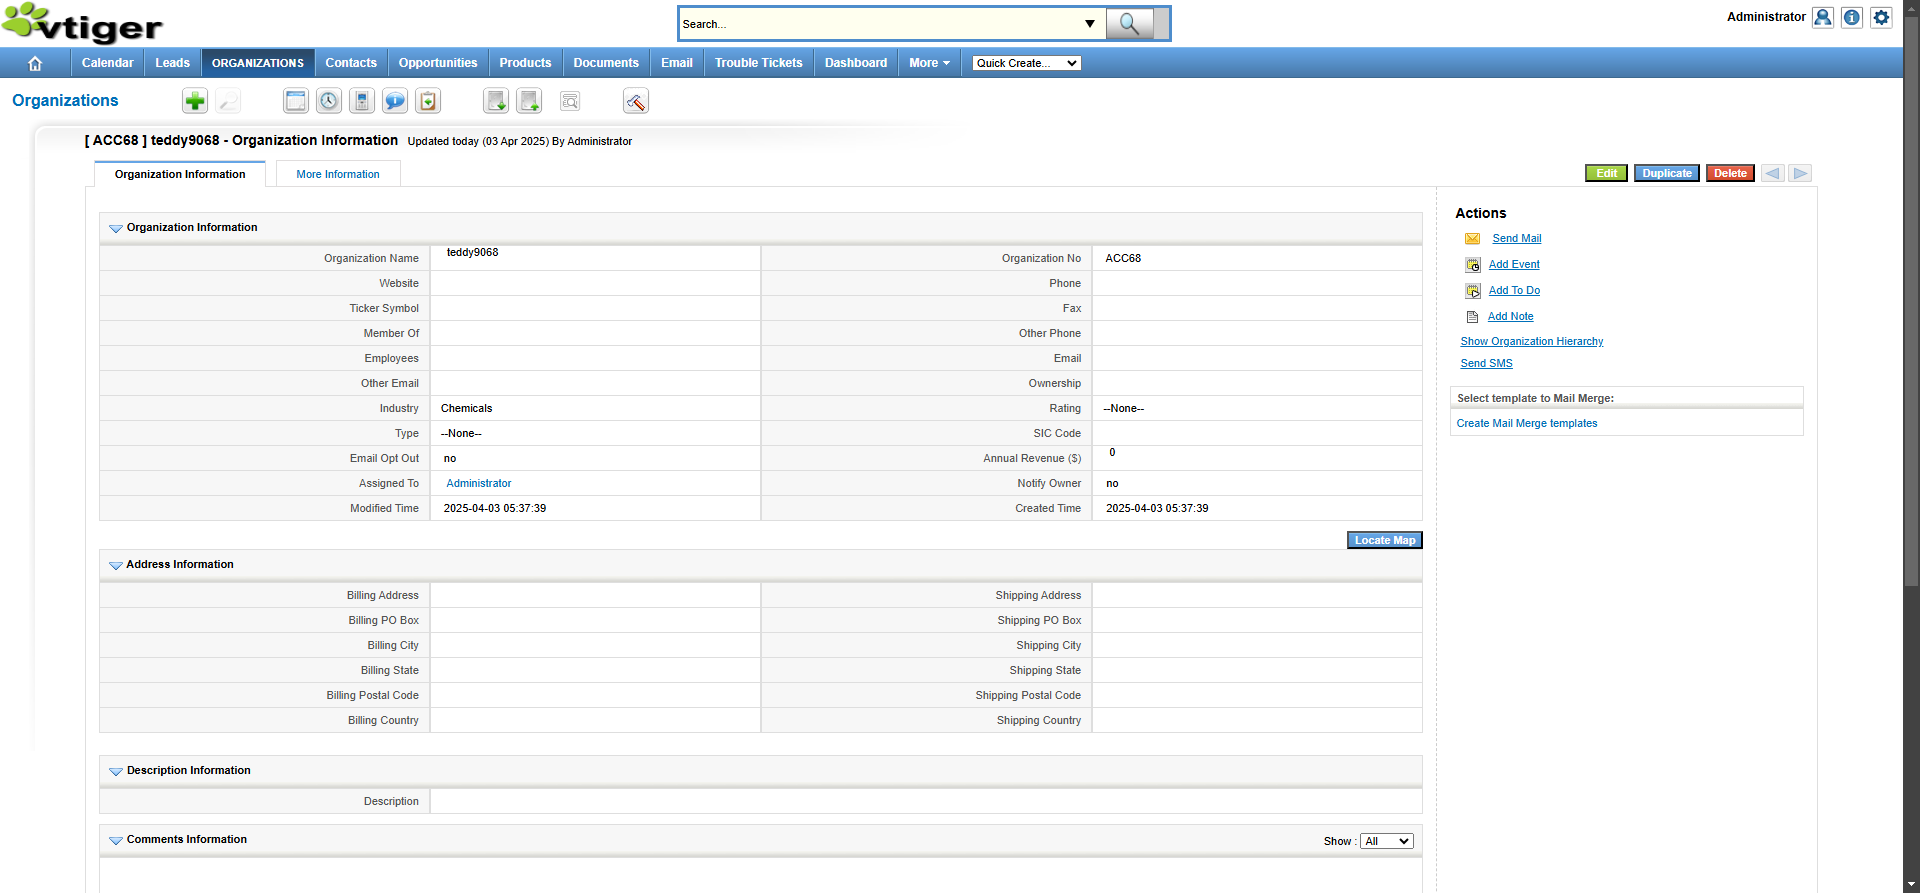 vtiger
Search...
Administrator
Calendar Leads ORGANIZATIONS Contacts Opportunities Products Documents Email Trouble Tickets Dashboard More Quick Create...
Organizations
[ ACC68 ] teddy9068 - Organization Information Updated today (03 Apr 2025) By Administrator
Organization Information More Information
Edit Duplicate Delete
Organization Information
Organization Name teddy9068 Organization No ACC68
Website Phone
Ticker Symbol Fax
Member Of Other Phone
Employees Email
Other Email Ownership
Industry Chemicals Rating --None--
Type --None-- SIC Code
Email Opt Out no Annual Revenue ($) 0
Assigned To Administrator Notify Owner no
Modified Time 2025-04-03 05:37:39 Created Time 2025-04-03 05:37:39
Locate Map
Address Information
Billing Address Shipping Address
Billing PO Box Shipping PO Box
Billing City Shipping City
Billing State Shipping State
Billing Postal Code Shipping Postal Code
Billing Country Shipping Country
Description Information
Description
Comments Information Show : All
Actions
Send Mail
Add Event
Add To Do
Add Note
Show Organization Hierarchy
Send SMS
Select template to Mail Merge:
Create Mail Merge templates